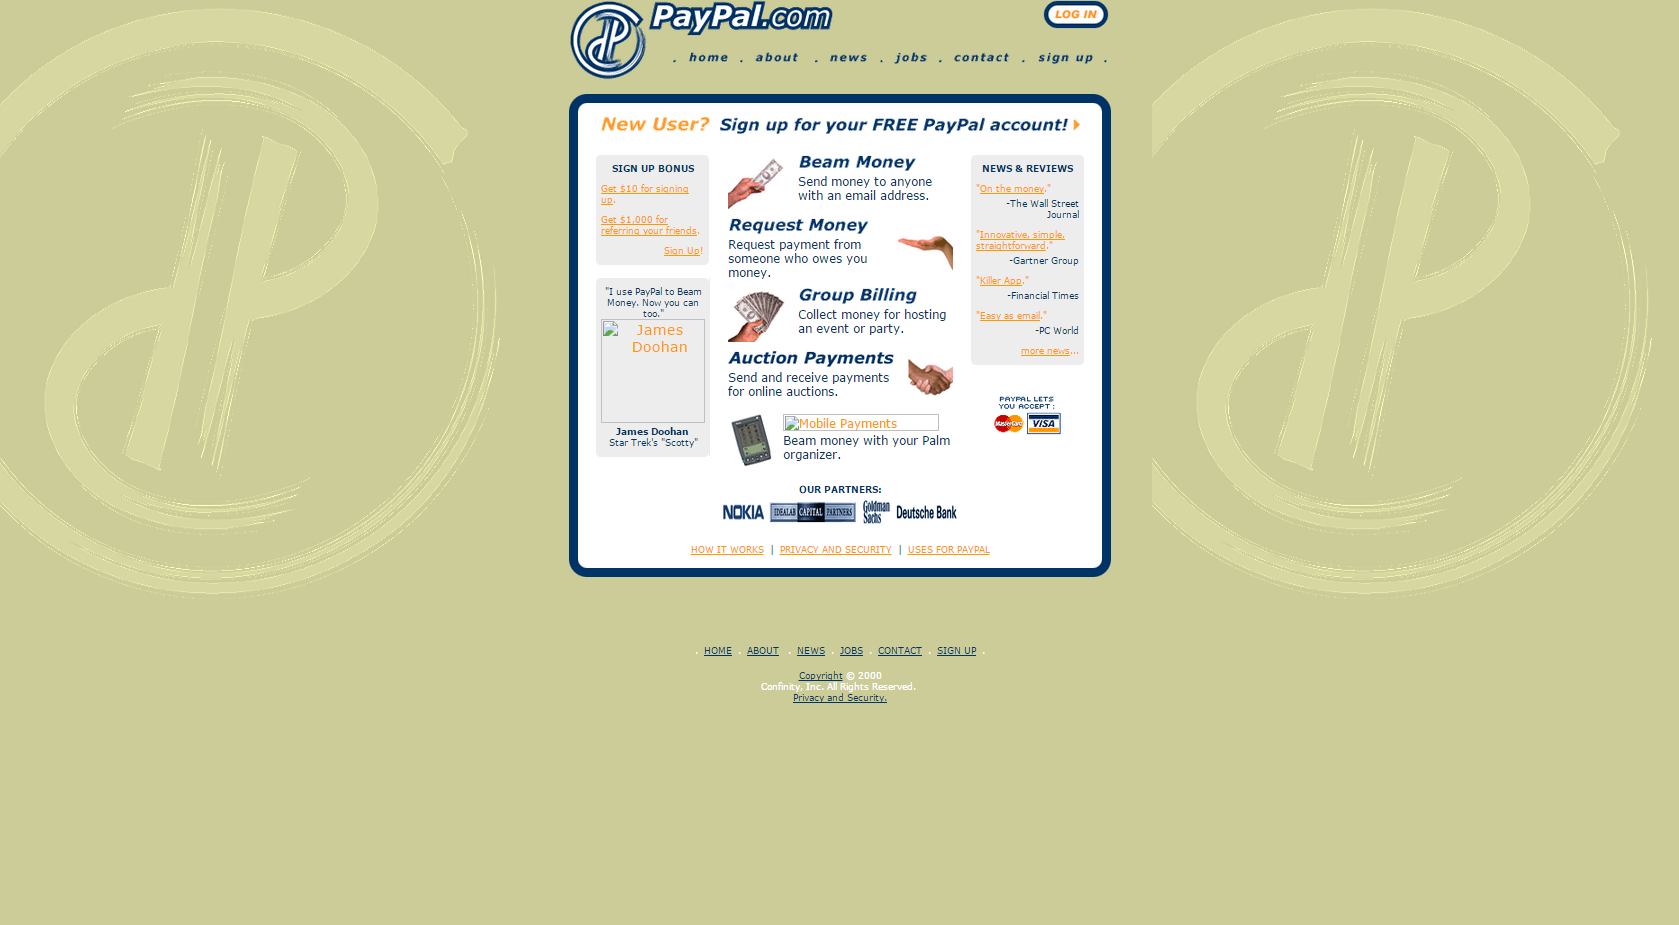 PayPal.com
LOG IN
. home . about . news . jobs . contact . sign up .
New User? Sign up for your FREE PayPal account!
SIGN UP BONUS
Get $10 for signing
up.
Get $1,000 for
referring your friends.
Sign Up!
"I use PayPal to Beam
Money. Now you can
too."
James
Doohan
James Doohan
Star Trek's "Scotty"
Beam Money
Send money to anyone
with an email address.
Request Money
Request payment from
someone who owes you
money.
Group Billing
Collect money for hosting
an event or party.
Auction Payments
Send and receive payments
for online auctions.
Mobile Payments
Beam money with your Palm
organizer.
NEWS & REVIEWS
"On the money."
-The Wall Street
Journal
"Innovative, simple,
straightforward."
-Gartner Group
"Killer App."
-Financial Times
"Easy as email."
-PC World
more news...
PAYPAL LETS
YOU ACCEPT :
MasterCard VISA
OUR PARTNERS:
NOKIA IDEALAB CAPITAL PARTNERS Goldman
Sachs Deutsche Bank
HOW IT WORKS | PRIVACY AND SECURITY | USES FOR PAYPAL
. HOME . ABOUT . NEWS . JOBS . CONTACT . SIGN UP .
Copyright © 2000
Confinity, Inc. All Rights Reserved.
Privacy and Security.